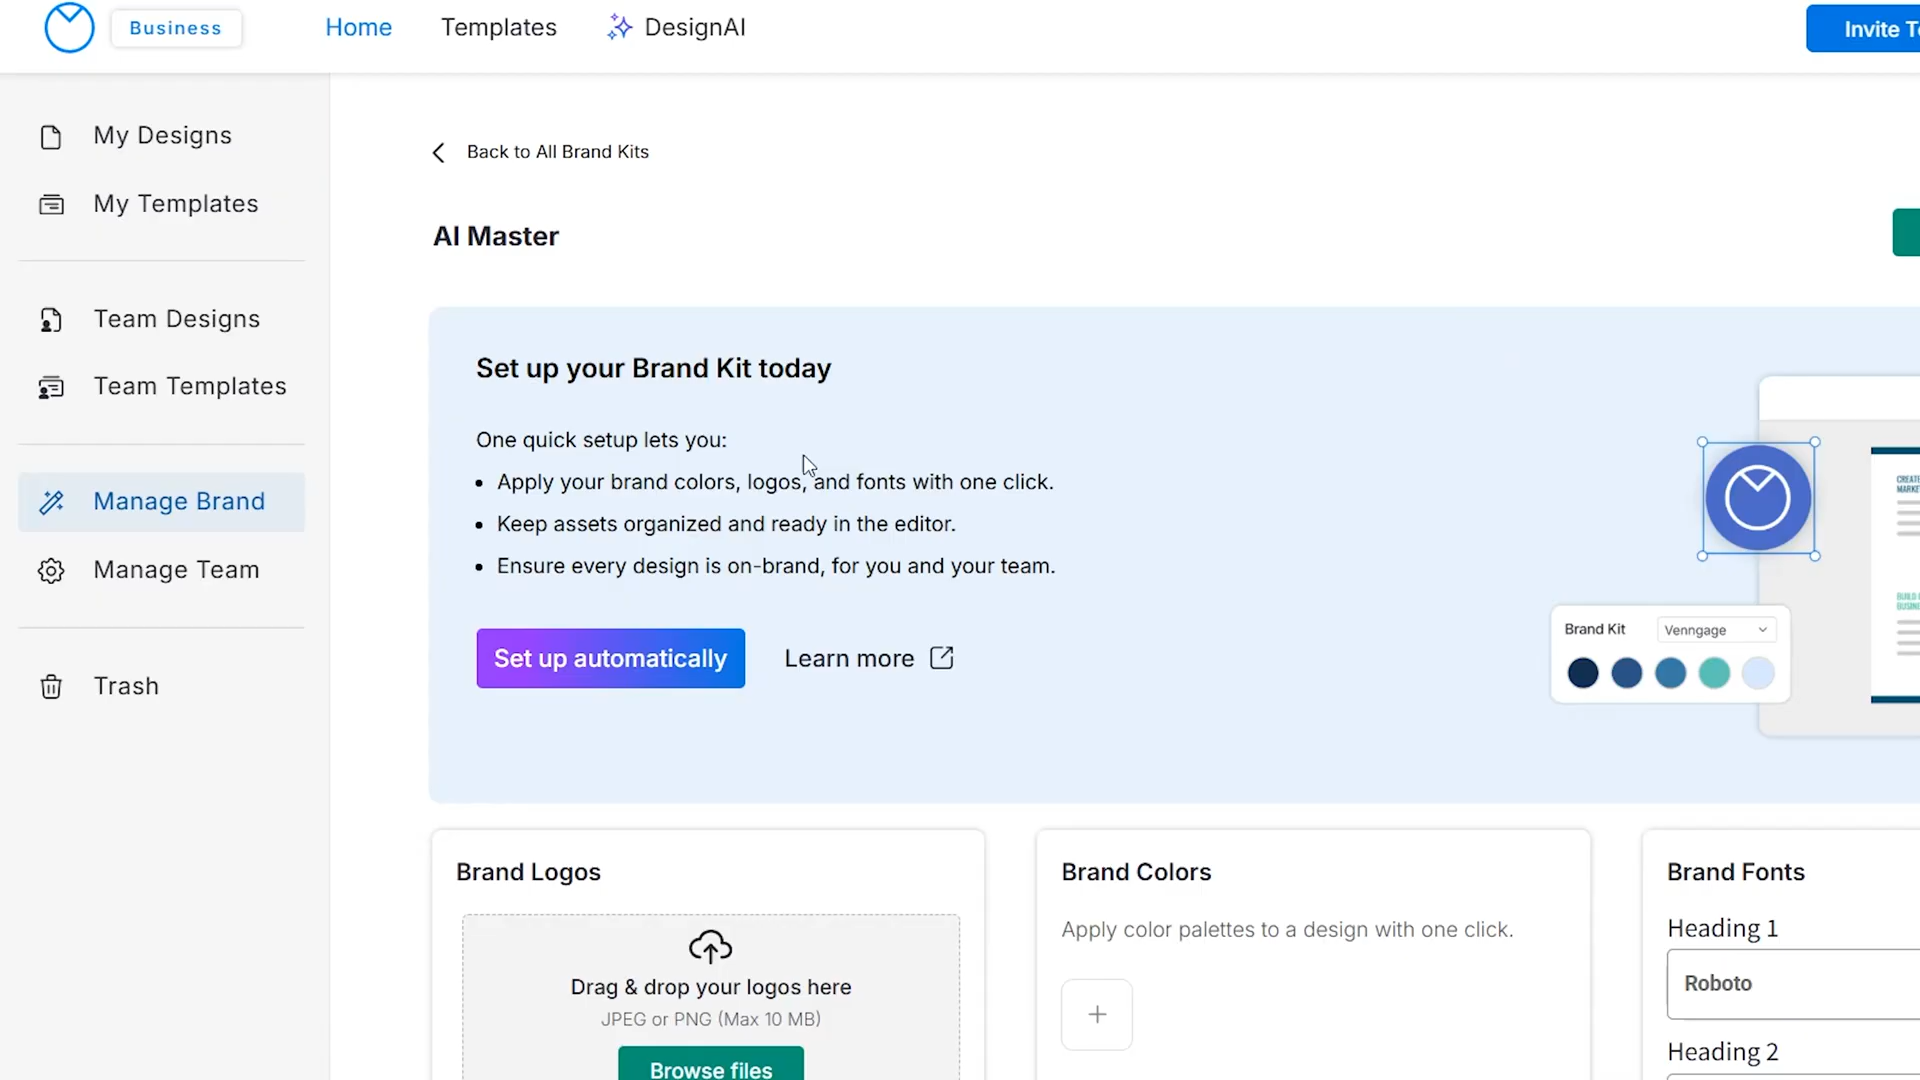 Business
Home
Templates
DesignAI
Invite
My Designs
My Templates
Team Designs
Team Templates
Manage Brand
Manage Team
Trash
Back to All Brand Kits
AI Master
Set up your Brand Kit today
One quick setup lets you:
• Apply your brand colors, logos, and fonts with one click.
• Keep assets organized and ready in the editor.
• Ensure every design is on-brand, for you and your team.
Set up automatically
Learn more
Brand Kit
Venngage
Brand Logos
Drag & drop your logos here
JPEG or PNG (Max 10 MB)
Browse files
Brand Colors
Apply color palettes to a design with one click.
Brand Fonts
Heading 1
Roboto
Heading 2